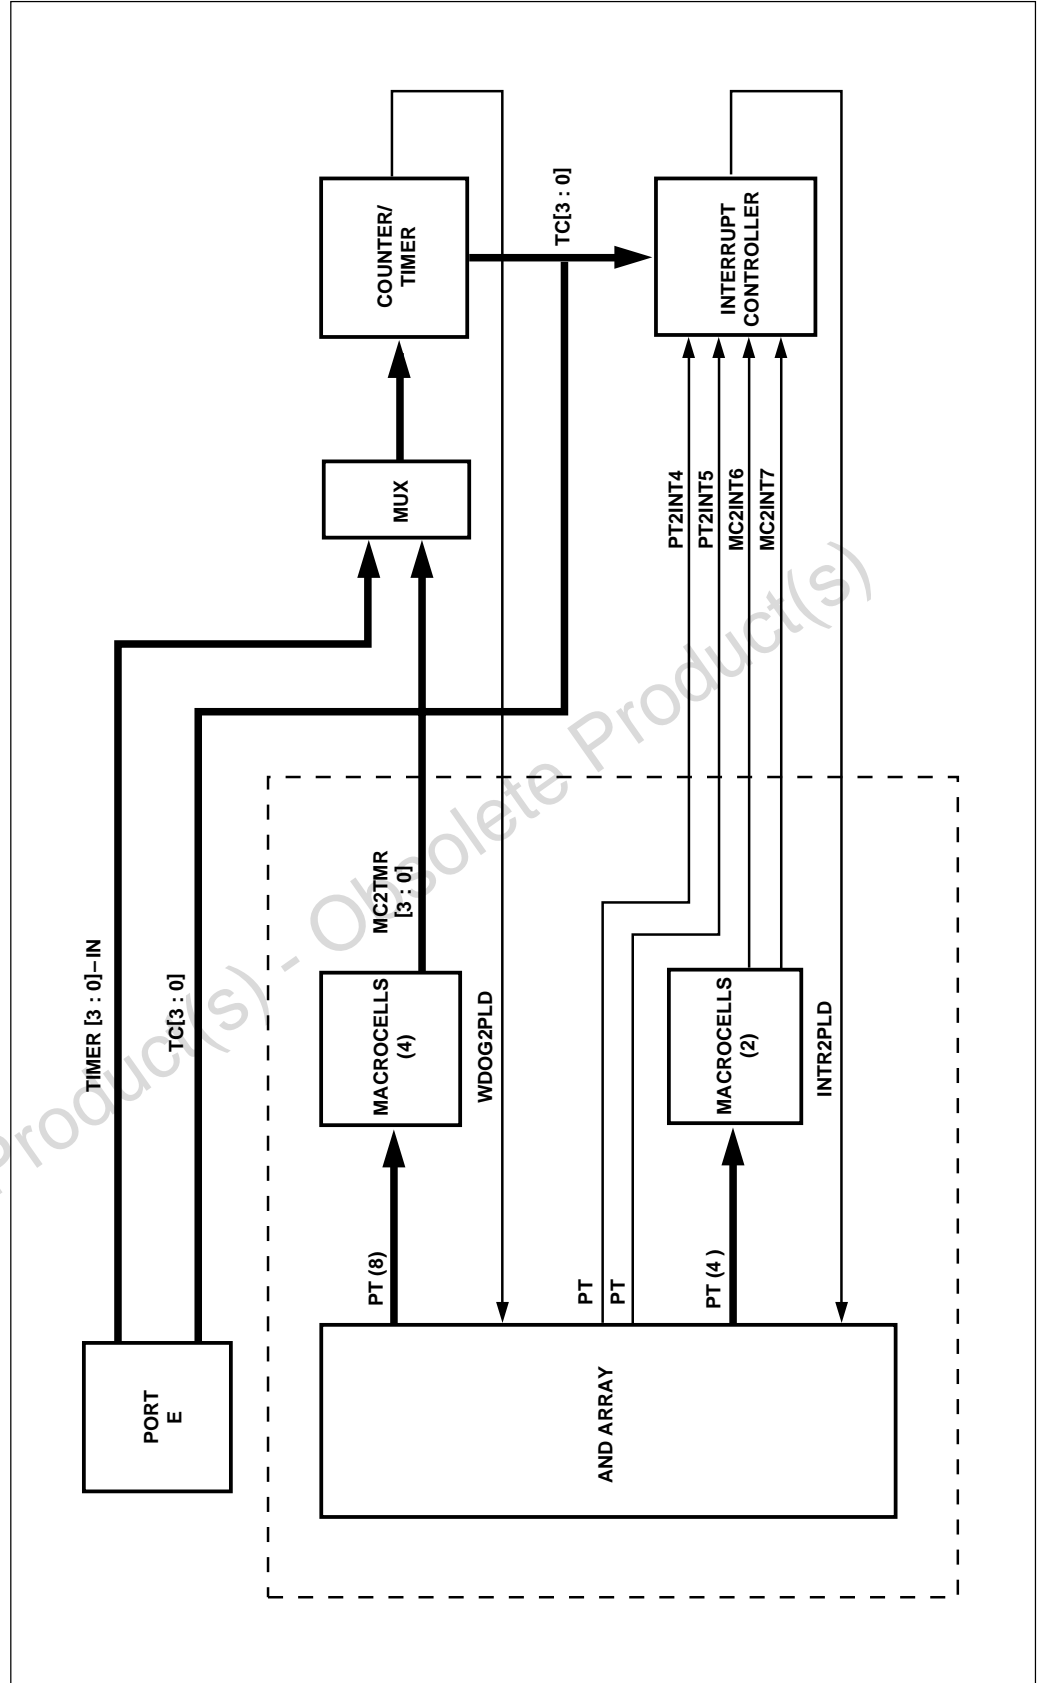 PORT
E
TIMER [3 : 0]–IN
TC[3 : 0]
AND ARRAY
PT (8)
MACROCELLS
(4)
MC2TMR
[3 : 0]
MUX
COUNTER/
TIMER
WDOG2PLD
TC[3 : 0]
PT
PT
PT (4 )
MACROCELLS
(2)
INTR2PLD
PT2INT4
PT2INT5
MC2INT6
MC2INT7
INTERRUPT
CONTROLLER
Product(s) - Obsolete Product(s)